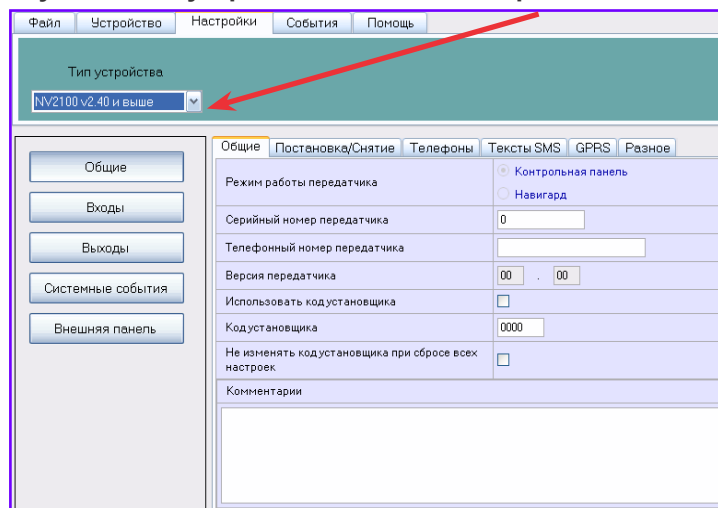 Файл Устройство Настройки События Помощь
Тип устройства
NV2100 v2.40 и выше
Общие Постановка/Снятие Телефоны Тексты SMS GPRS Разное
Общие
Входы
Выходы
Системные события
Внешняя панель
Режим работы передатчика
Контрольная панель
Навигард
Серийный номер передатчика 0
Телефонный номер передатчика
Версия передатчика 00 . 00
Использовать код установщика
Код установщика 0000
Не изменять код установщика при сбросе всех
настроек
Комментарии